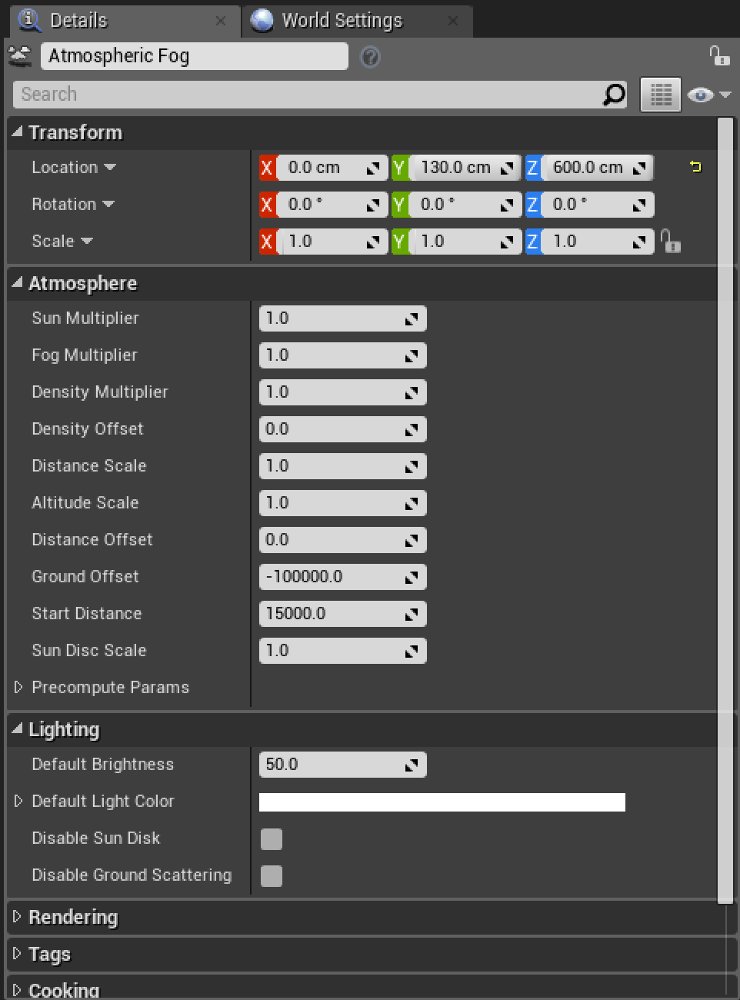 Details World Settings
Atmospheric Fog
Search
Transform
Location X 0.0 cm Y 130.0 cm Z 600.0 cm
Rotation X 0.0 ° Y 0.0 ° Z 0.0 °
Scale X 1.0 Y 1.0 Z 1.0
Atmosphere
Sun Multiplier 1.0
Fog Multiplier 1.0
Density Multiplier 1.0
Density Offset 0.0
Distance Scale 1.0
Altitude Scale 1.0
Distance Offset 0.0
Ground Offset -100000.0
Start Distance 15000.0
Sun Disc Scale 1.0
Precompute Params
Lighting
Default Brightness 50.0
Default Light Color
Disable Sun Disk
Disable Ground Scattering
Rendering
Tags
Cooking